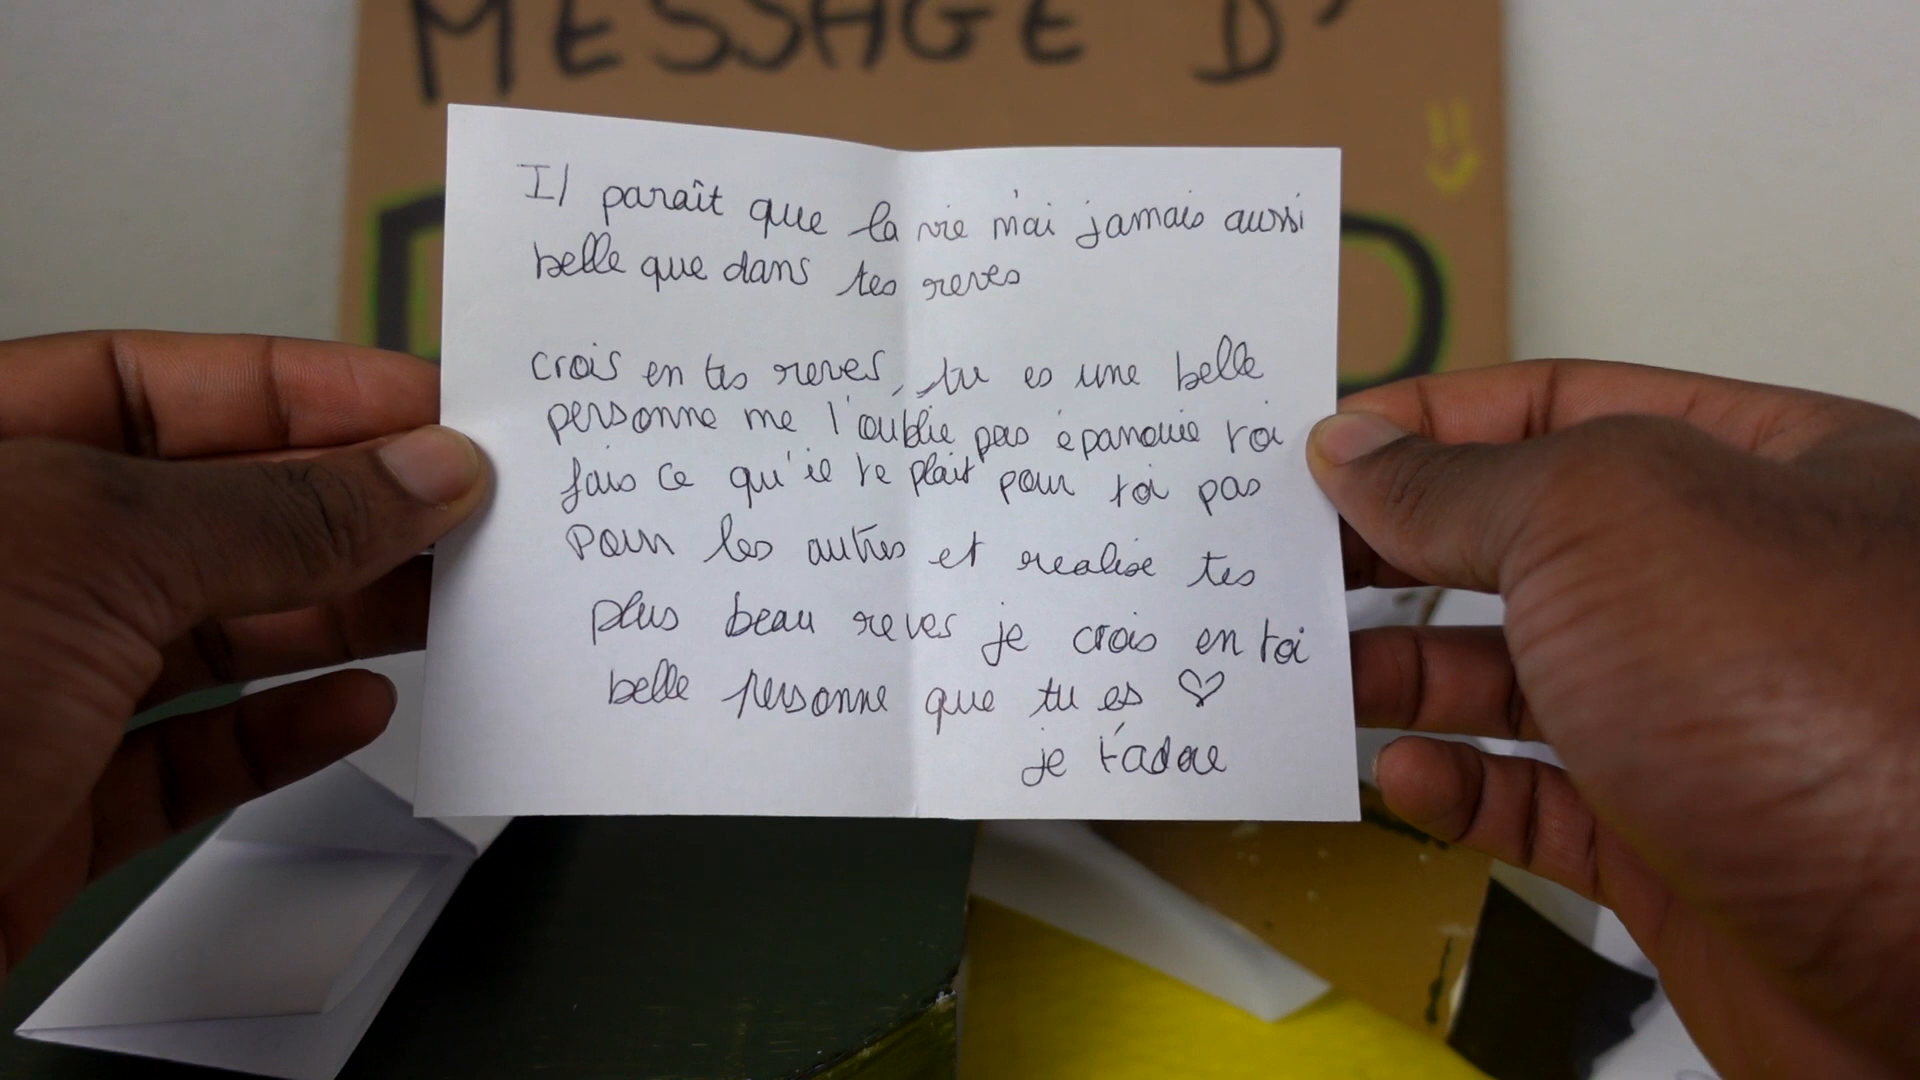 MESSAGE D'
Il paraît que la vie n'ai jamais aussi
belle que dans tes reves
crois en tes reves, tu es une belle
personne ne l'oublie pas épanouie toi
fais ce qu'il te plait pour toi pas
pour les autres et realise tes
plus beau reves je crois en toi
belle personne que tu es ♡
je t'adore